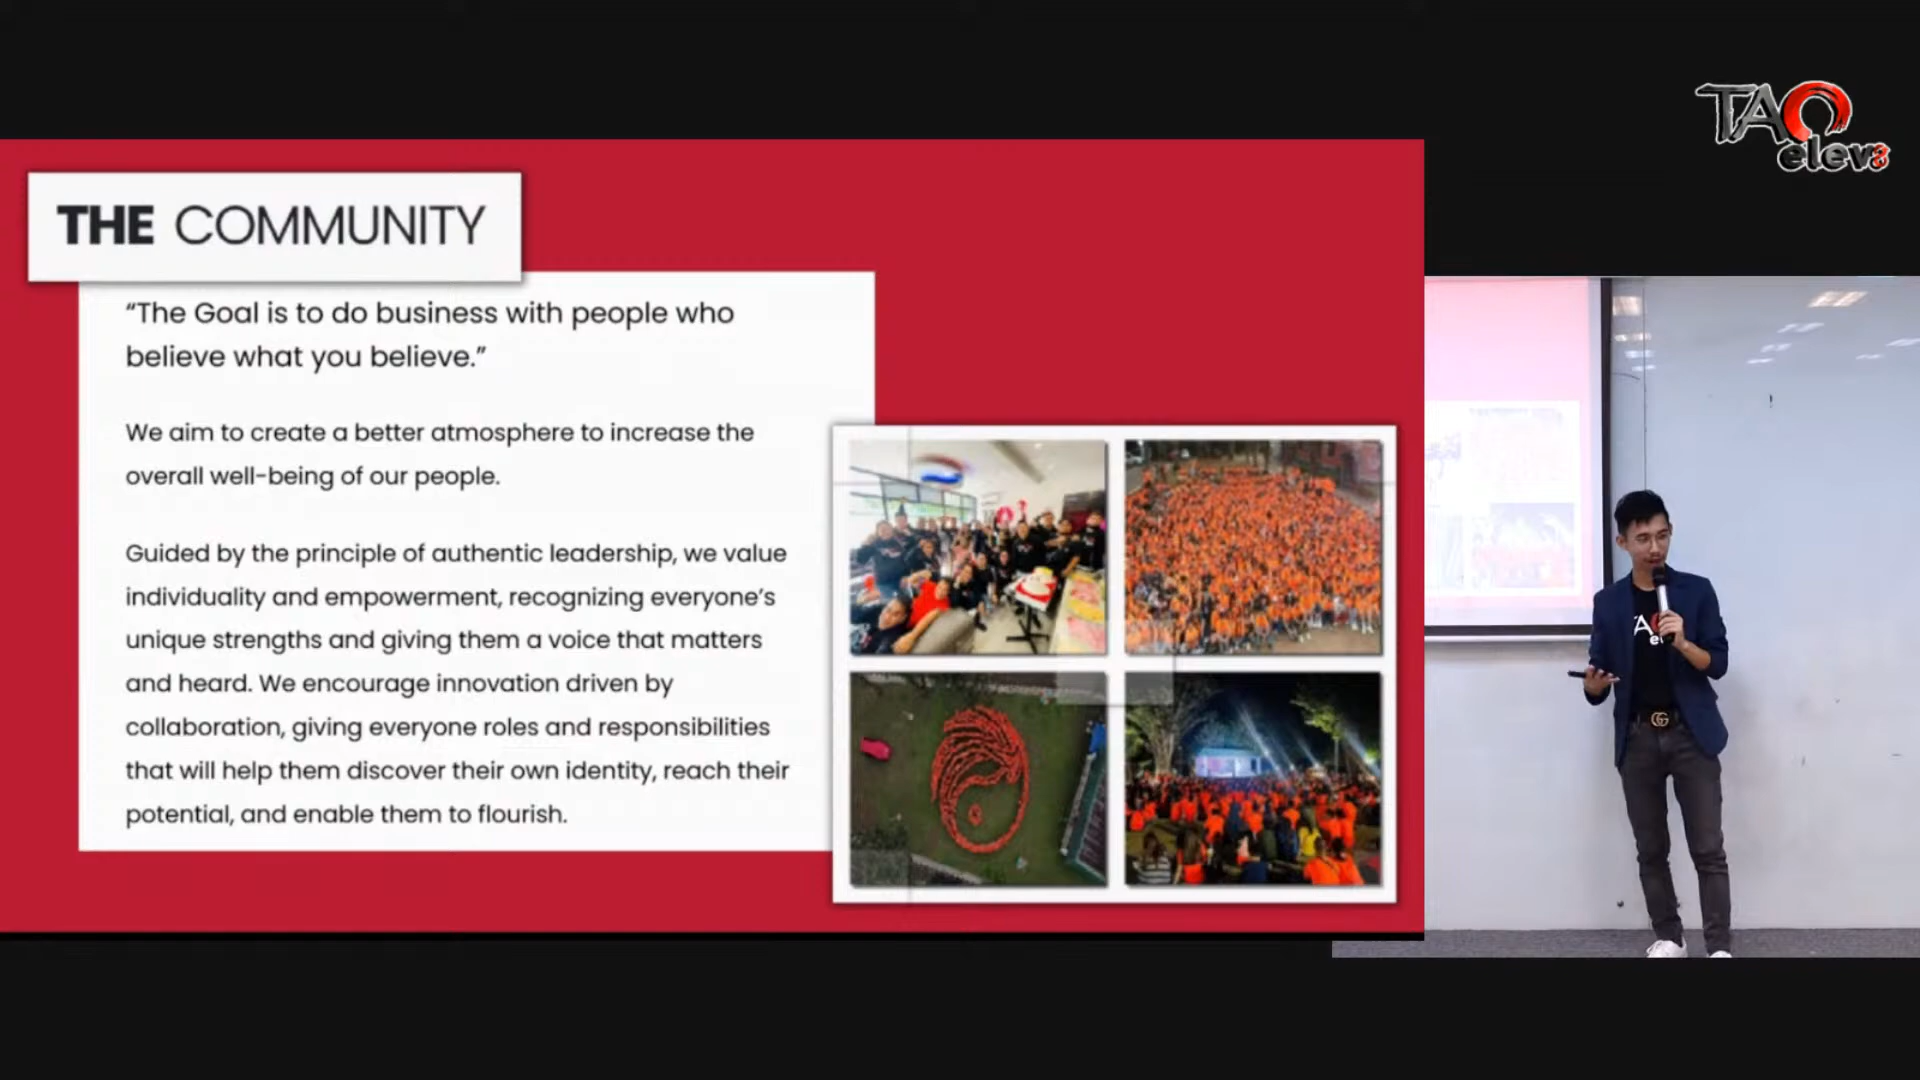 TAO
elev8
THE COMMUNITY
“The Goal is to do business with people who
believe what you believe.”
We aim to create a better atmosphere to increase the
overall well-being of our people.
Guided by the principle of authentic leadership, we value
individuality and empowerment, recognizing everyone’s
unique strengths and giving them a voice that matters
and heard. We encourage innovation driven by
collaboration, giving everyone roles and responsibilities
that will help them discover their own identity, reach their
potential, and enable them to flourish.